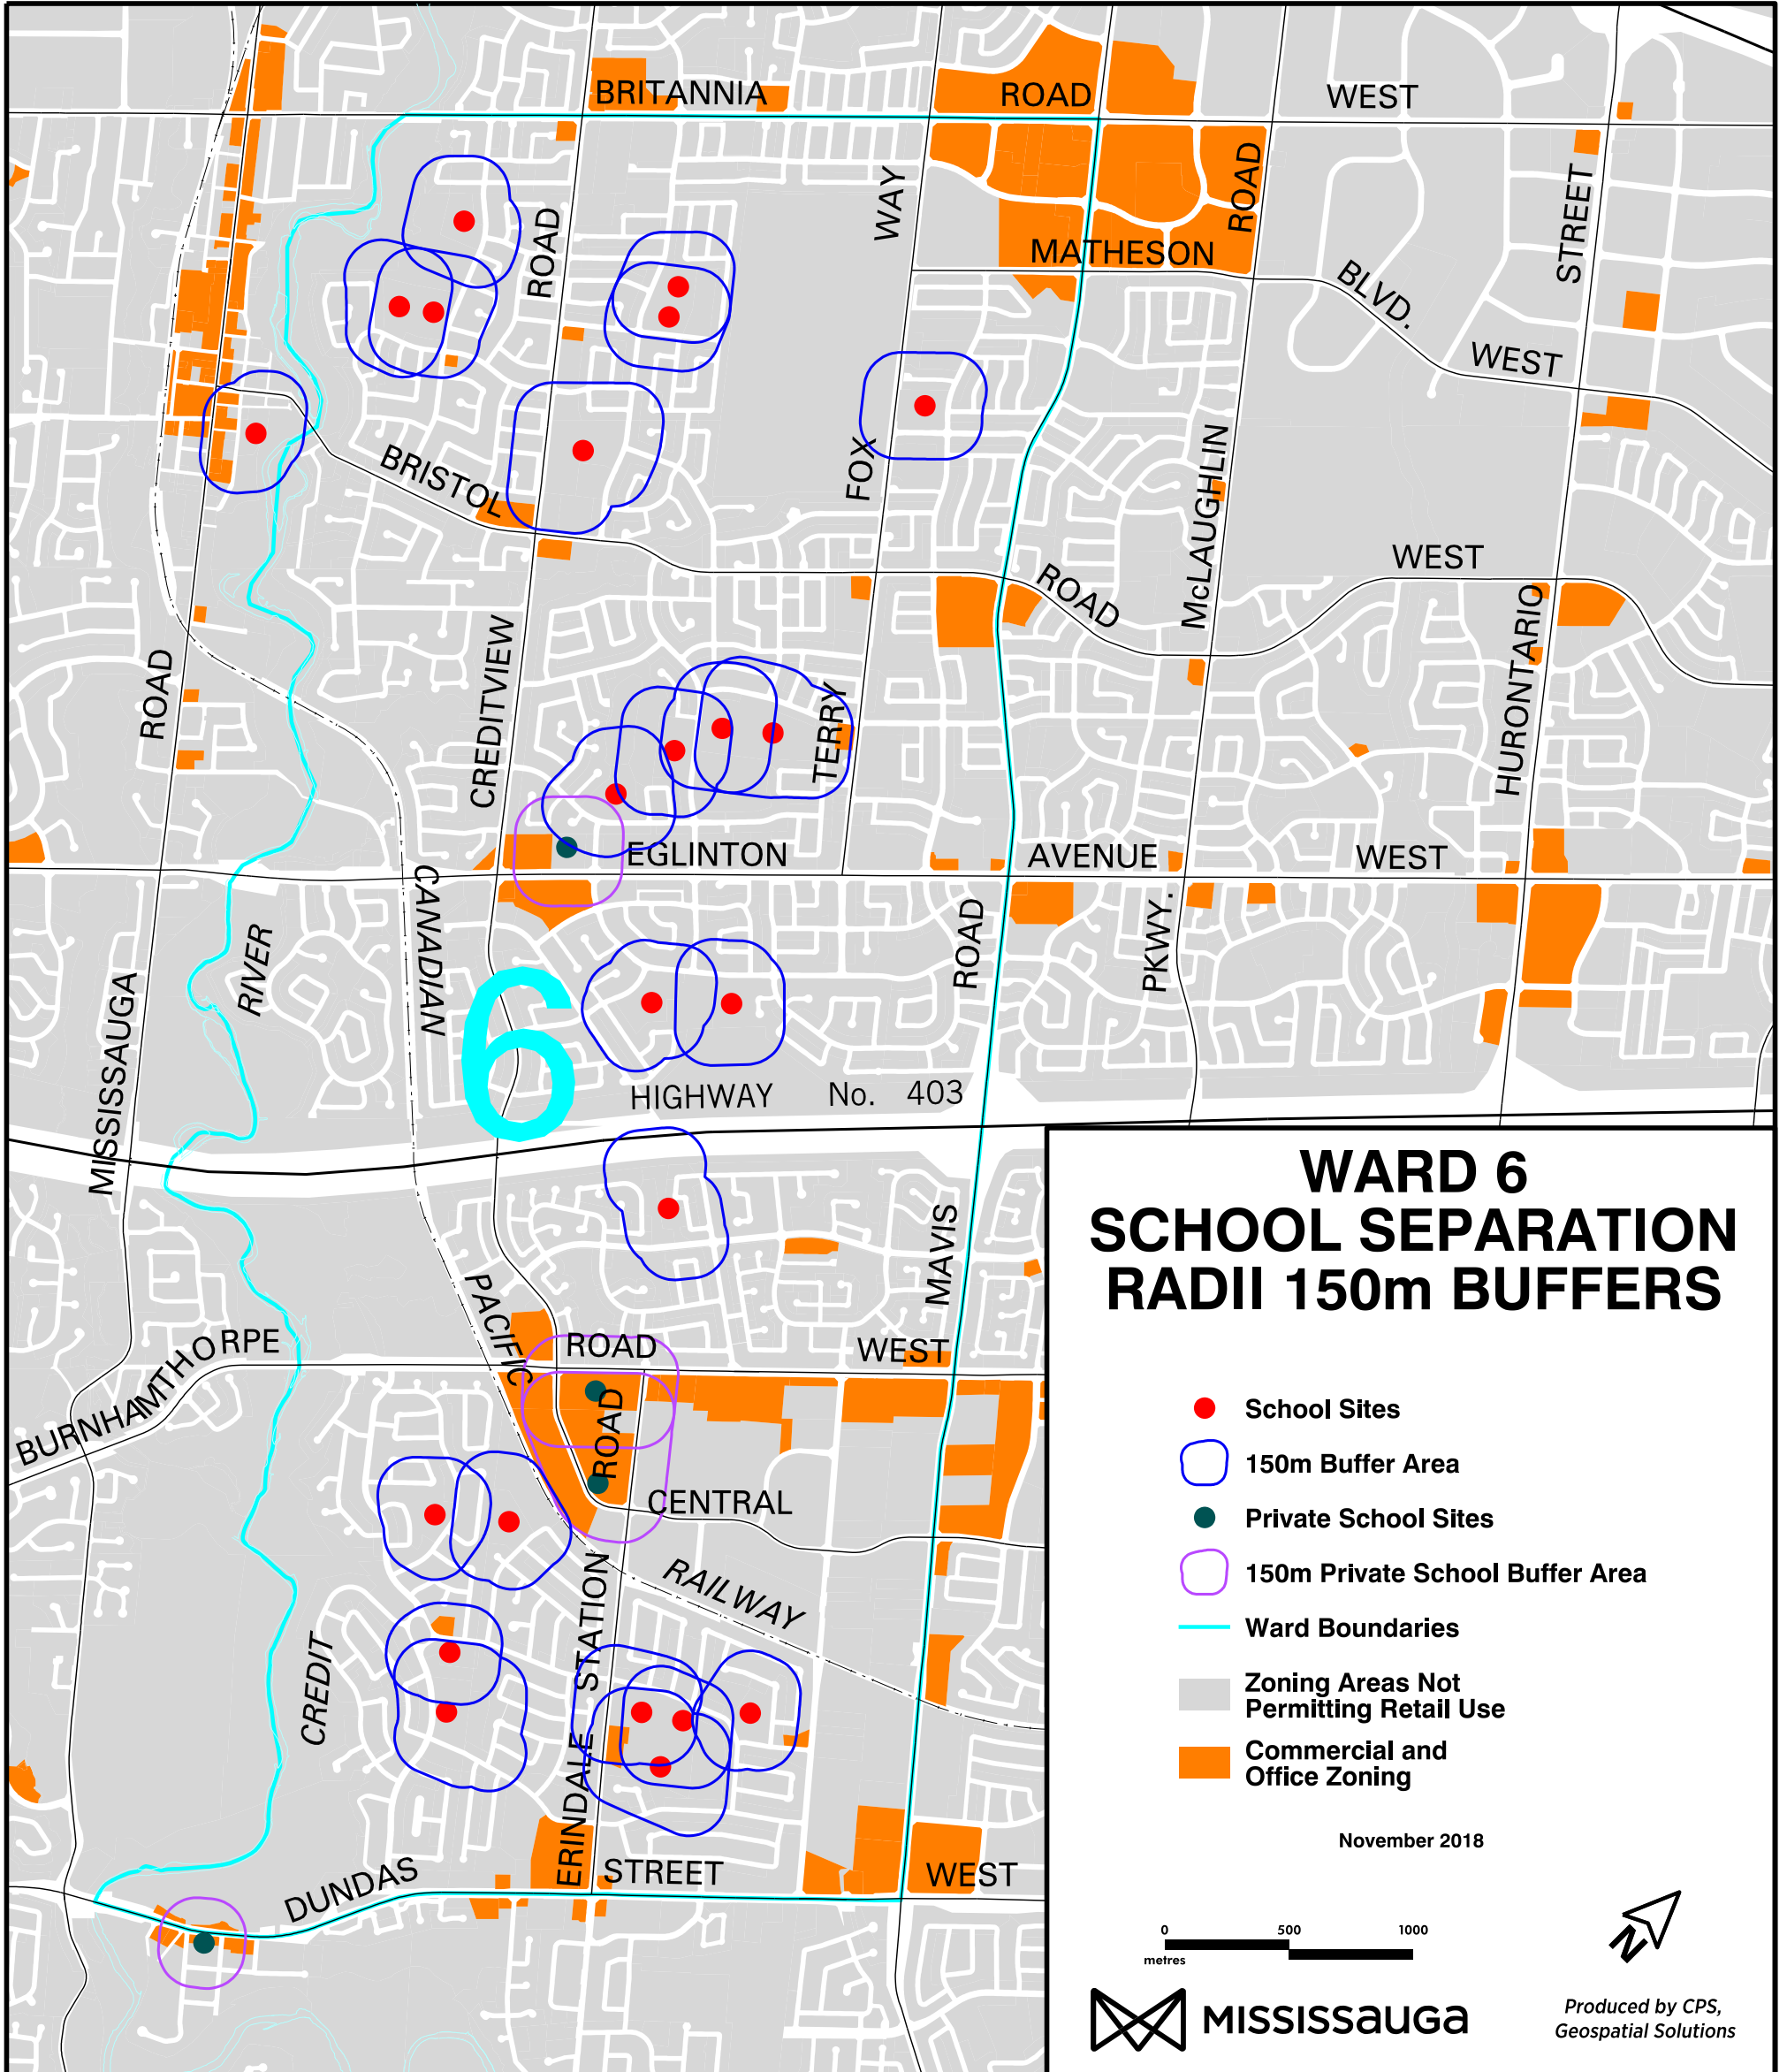 BRITANNIA ROAD WEST
ROAD
WAY
ROAD
STREET
MATHESON
BLVD.
WEST
BRISTOL
FOX
McLAUGHLIN
WEST
ROAD
HURONTARIO
ROAD
CREDITVIEW
TERRY
EGLINTON AVENUE WEST
CANADIAN
RIVER
ROAD
PKWY.
6
MISSISSAUGA
HIGHWAY No. 403
MAVIS
PACIFIC
BURNHAMTHORPE
ROAD
WEST
ROAD
CENTRAL
RAILWAY
STATION
CREDIT
ERINDALE
DUNDAS
STREET
WEST
WARD 6
SCHOOL SEPARATION
RADII 150m BUFFERS
School Sites
150m Buffer Area
Private School Sites
150m Private School Buffer Area
Ward Boundaries
Zoning Areas Not
Permitting Retail Use
Commercial and
Office Zoning
November 2018
0 500 1000
metres
N
MISSISSauGa
Produced by CPS,
Geospatial Solutions